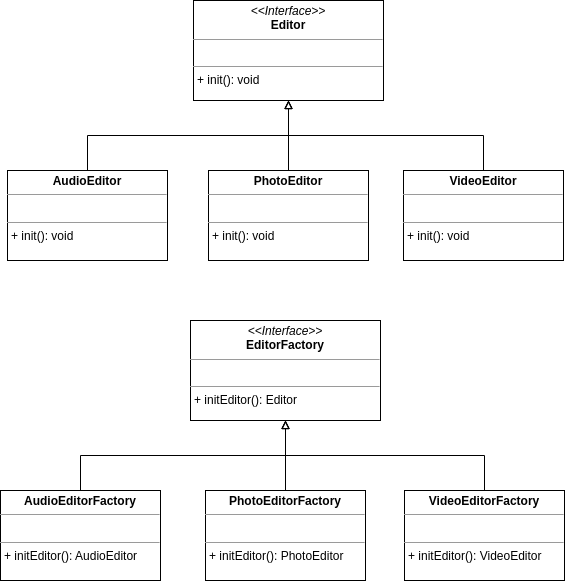 <<Interface>>
Editor
+ init(): void
AudioEditor
+ init(): void
PhotoEditor
+ init(): void
VideoEditor
+ init(): void
<<Interface>>
EditorFactory
+ initEditor(): Editor
AudioEditorFactory
+ initEditor(): AudioEditor
PhotoEditorFactory
+ initEditor(): PhotoEditor
VideoEditorFactory
+ initEditor(): VideoEditor